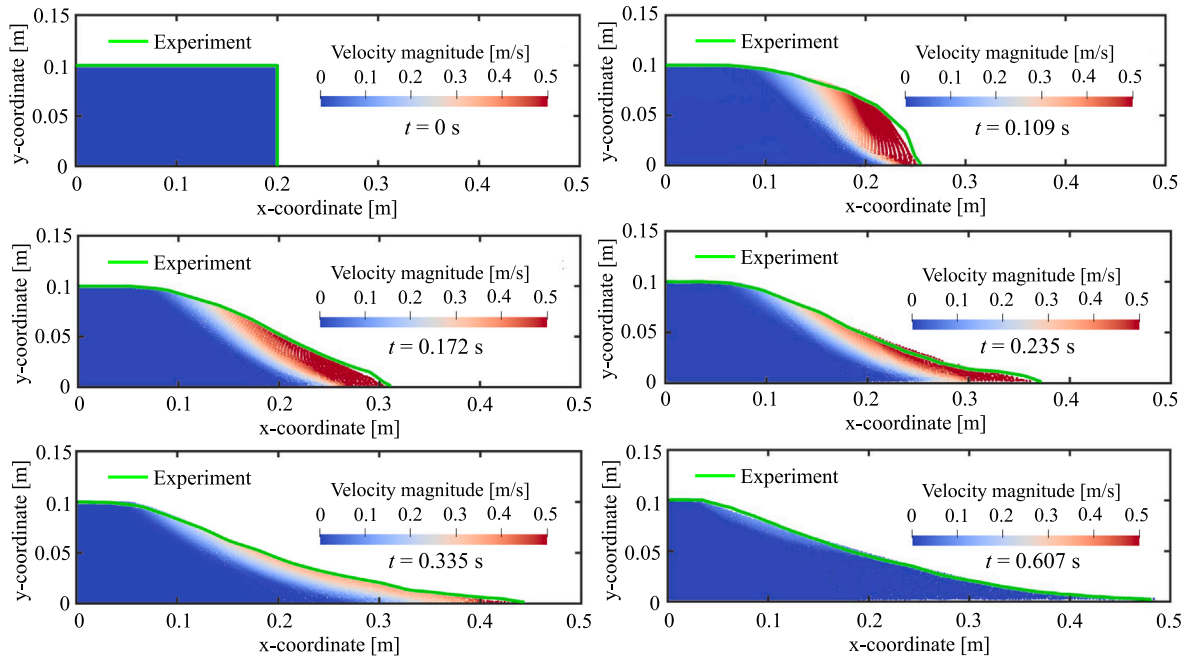 0.15
Experiment
Velocity magnitude [m/s]
0 0.1 0.2 0.3 0.4 0.5
0.1
0.05
0
y-coordinate [m]
t = 0 s
0 0.1 0.2 0.3 0.4 0.5
x-coordinate [m]
0.15
Experiment
Velocity magnitude [m/s]
0 0.1 0.2 0.3 0.4 0.5
0.1
0.05
0
y-coordinate [m]
t = 0.109 s
0 0.1 0.2 0.3 0.4 0.5
x-coordinate [m]
0.15
Experiment
Velocity magnitude [m/s]
0 0.1 0.2 0.3 0.4 0.5
0.1
0.05
0
y-coordinate [m]
t = 0.172 s
0 0.1 0.2 0.3 0.4 0.5
x-coordinate [m]
0.15
Experiment
Velocity magnitude [m/s]
0 0.1 0.2 0.3 0.4 0.5
0.1
0.05
0
y-coordinate [m]
t = 0.235 s
0 0.1 0.2 0.3 0.4 0.5
x-coordinate [m]
0.15
Experiment
Velocity magnitude [m/s]
0 0.1 0.2 0.3 0.4 0.5
0.1
0.05
0
y-coordinate [m]
t = 0.335 s
0 0.1 0.2 0.3 0.4 0.5
x-coordinate [m]
0.15
Experiment
Velocity magnitude [m/s]
0 0.1 0.2 0.3 0.4 0.5
0.1
0.05
0
y-coordinate [m]
t = 0.607 s
0 0.1 0.2 0.3 0.4 0.5
x-coordinate [m]